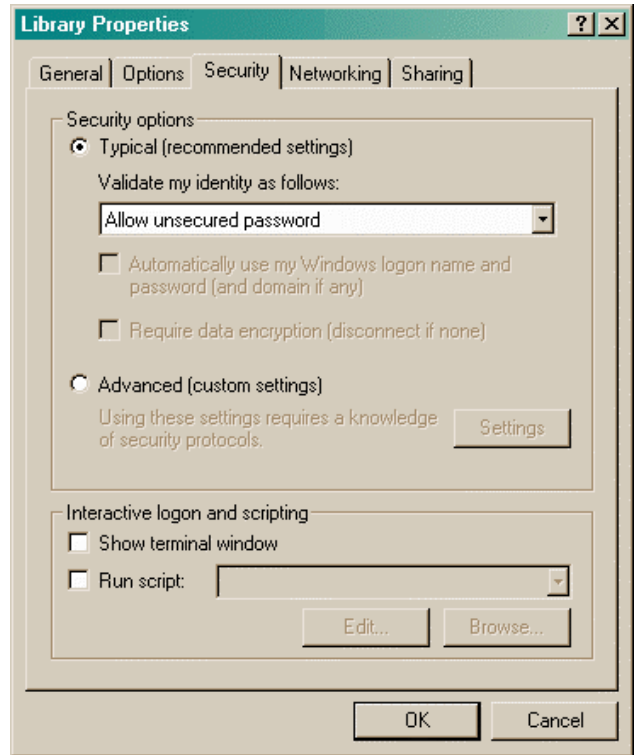 Library Properties
General Options Security Networking Sharing
Security options
Typical (recommended settings)
Validate my identity as follows:
Allow unsecured password
Automatically use my Windows logon name and
password (and domain if any)
Require data encryption (disconnect if none)
Advanced (custom settings)
Using these settings requires a knowledge
of security protocols.
Settings
Interactive logon and scripting
Show terminal window
Run script:
Edit... Browse...
OK Cancel